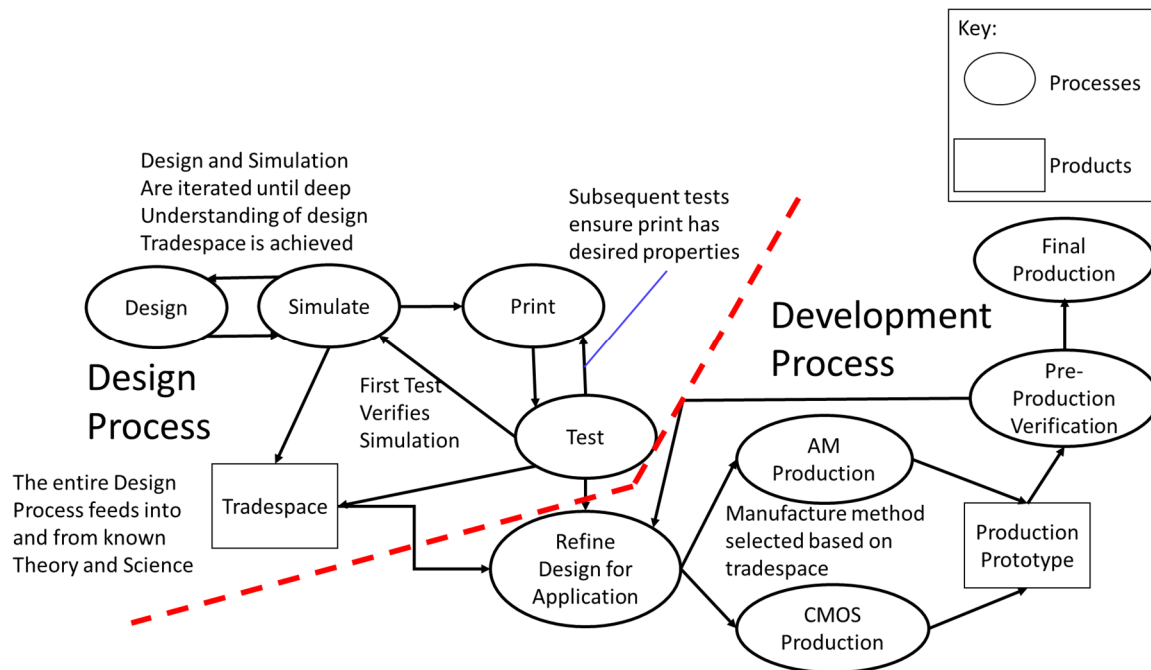 Key:
Processes
Products
Design and Simulation
Are iterated until deep
Understanding of design
Tradespace is achieved
Subsequent tests
ensure print has
desired properties
Final
Production
Design
Simulate
Print
Development
Process
Design
Process
First Test
Verifies
Simulation
Test
Pre-
Production
Verification
AM
Production
The entire Design
Process feeds into
and from known
Theory and Science
Tradespace
Refine
Design for
Application
Manufacture method
selected based on
tradespace
Production
Prototype
CMOS
Production